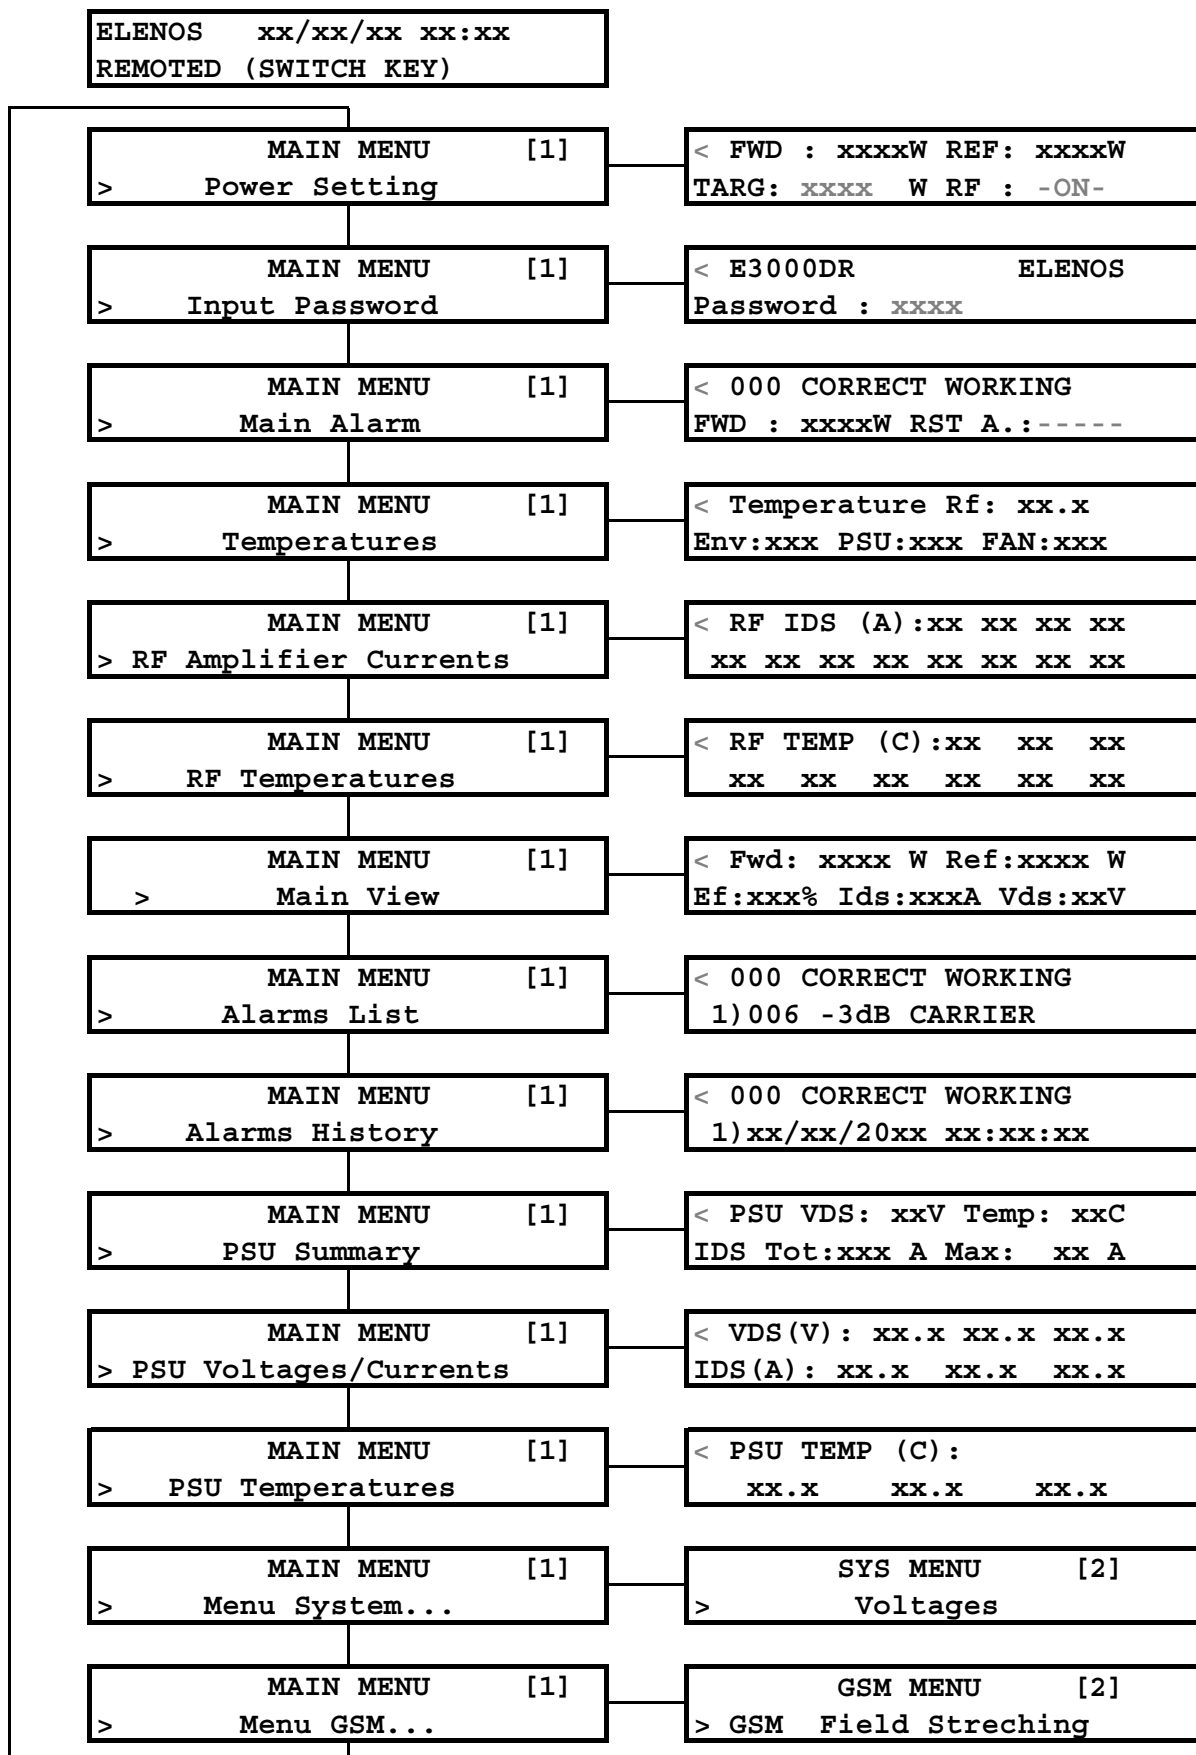 ELENOS xx/xx/xx xx:xx
REMOTED (SWITCH KEY)
MAIN MENU [1]
> Power Setting
< FWD : xxxxW REF: xxxxW
TARG: xxxx W RF : -ON-
MAIN MENU [1]
> Input Password
< E3000DR ELENOS
Password : xxxx
MAIN MENU [1]
> Main Alarm
< 000 CORRECT WORKING
FWD : xxxxW RST A.:-----
MAIN MENU [1]
> Temperatures
< Temperature Rf: xx.x
Env:xxx PSU:xxx FAN:xxx
MAIN MENU [1]
> RF Amplifier Currents
< RF IDS (A):xx xx xx xx
xx xx xx xx xx xx xx xx
MAIN MENU [1]
> RF Temperatures
< RF TEMP (C):xx xx xx
xx xx xx xx xx xx
MAIN MENU [1]
> Main View
< Fwd: xxxx W Ref:xxxx W
Ef:xxx% Ids:xxxA Vds:xxV
MAIN MENU [1]
> Alarms List
< 000 CORRECT WORKING
1)006 -3dB CARRIER
MAIN MENU [1]
> Alarms History
< 000 CORRECT WORKING
1)xx/xx/20xx xx:xx:xx
MAIN MENU [1]
> PSU Summary
< PSU VDS: xxV Temp: xxC
IDS Tot:xxx A Max: xx A
MAIN MENU [1]
> PSU Voltages/Currents
< VDS(V): xx.x xx.x xx.x
IDS(A): xx.x xx.x xx.x
MAIN MENU [1]
> PSU Temperatures
< PSU TEMP (C):
xx.x xx.x xx.x
MAIN MENU [1]
> Menu System...
SYS MENU [2]
> Voltages
MAIN MENU [1]
> Menu GSM...
GSM MENU [2]
> GSM Field Streching